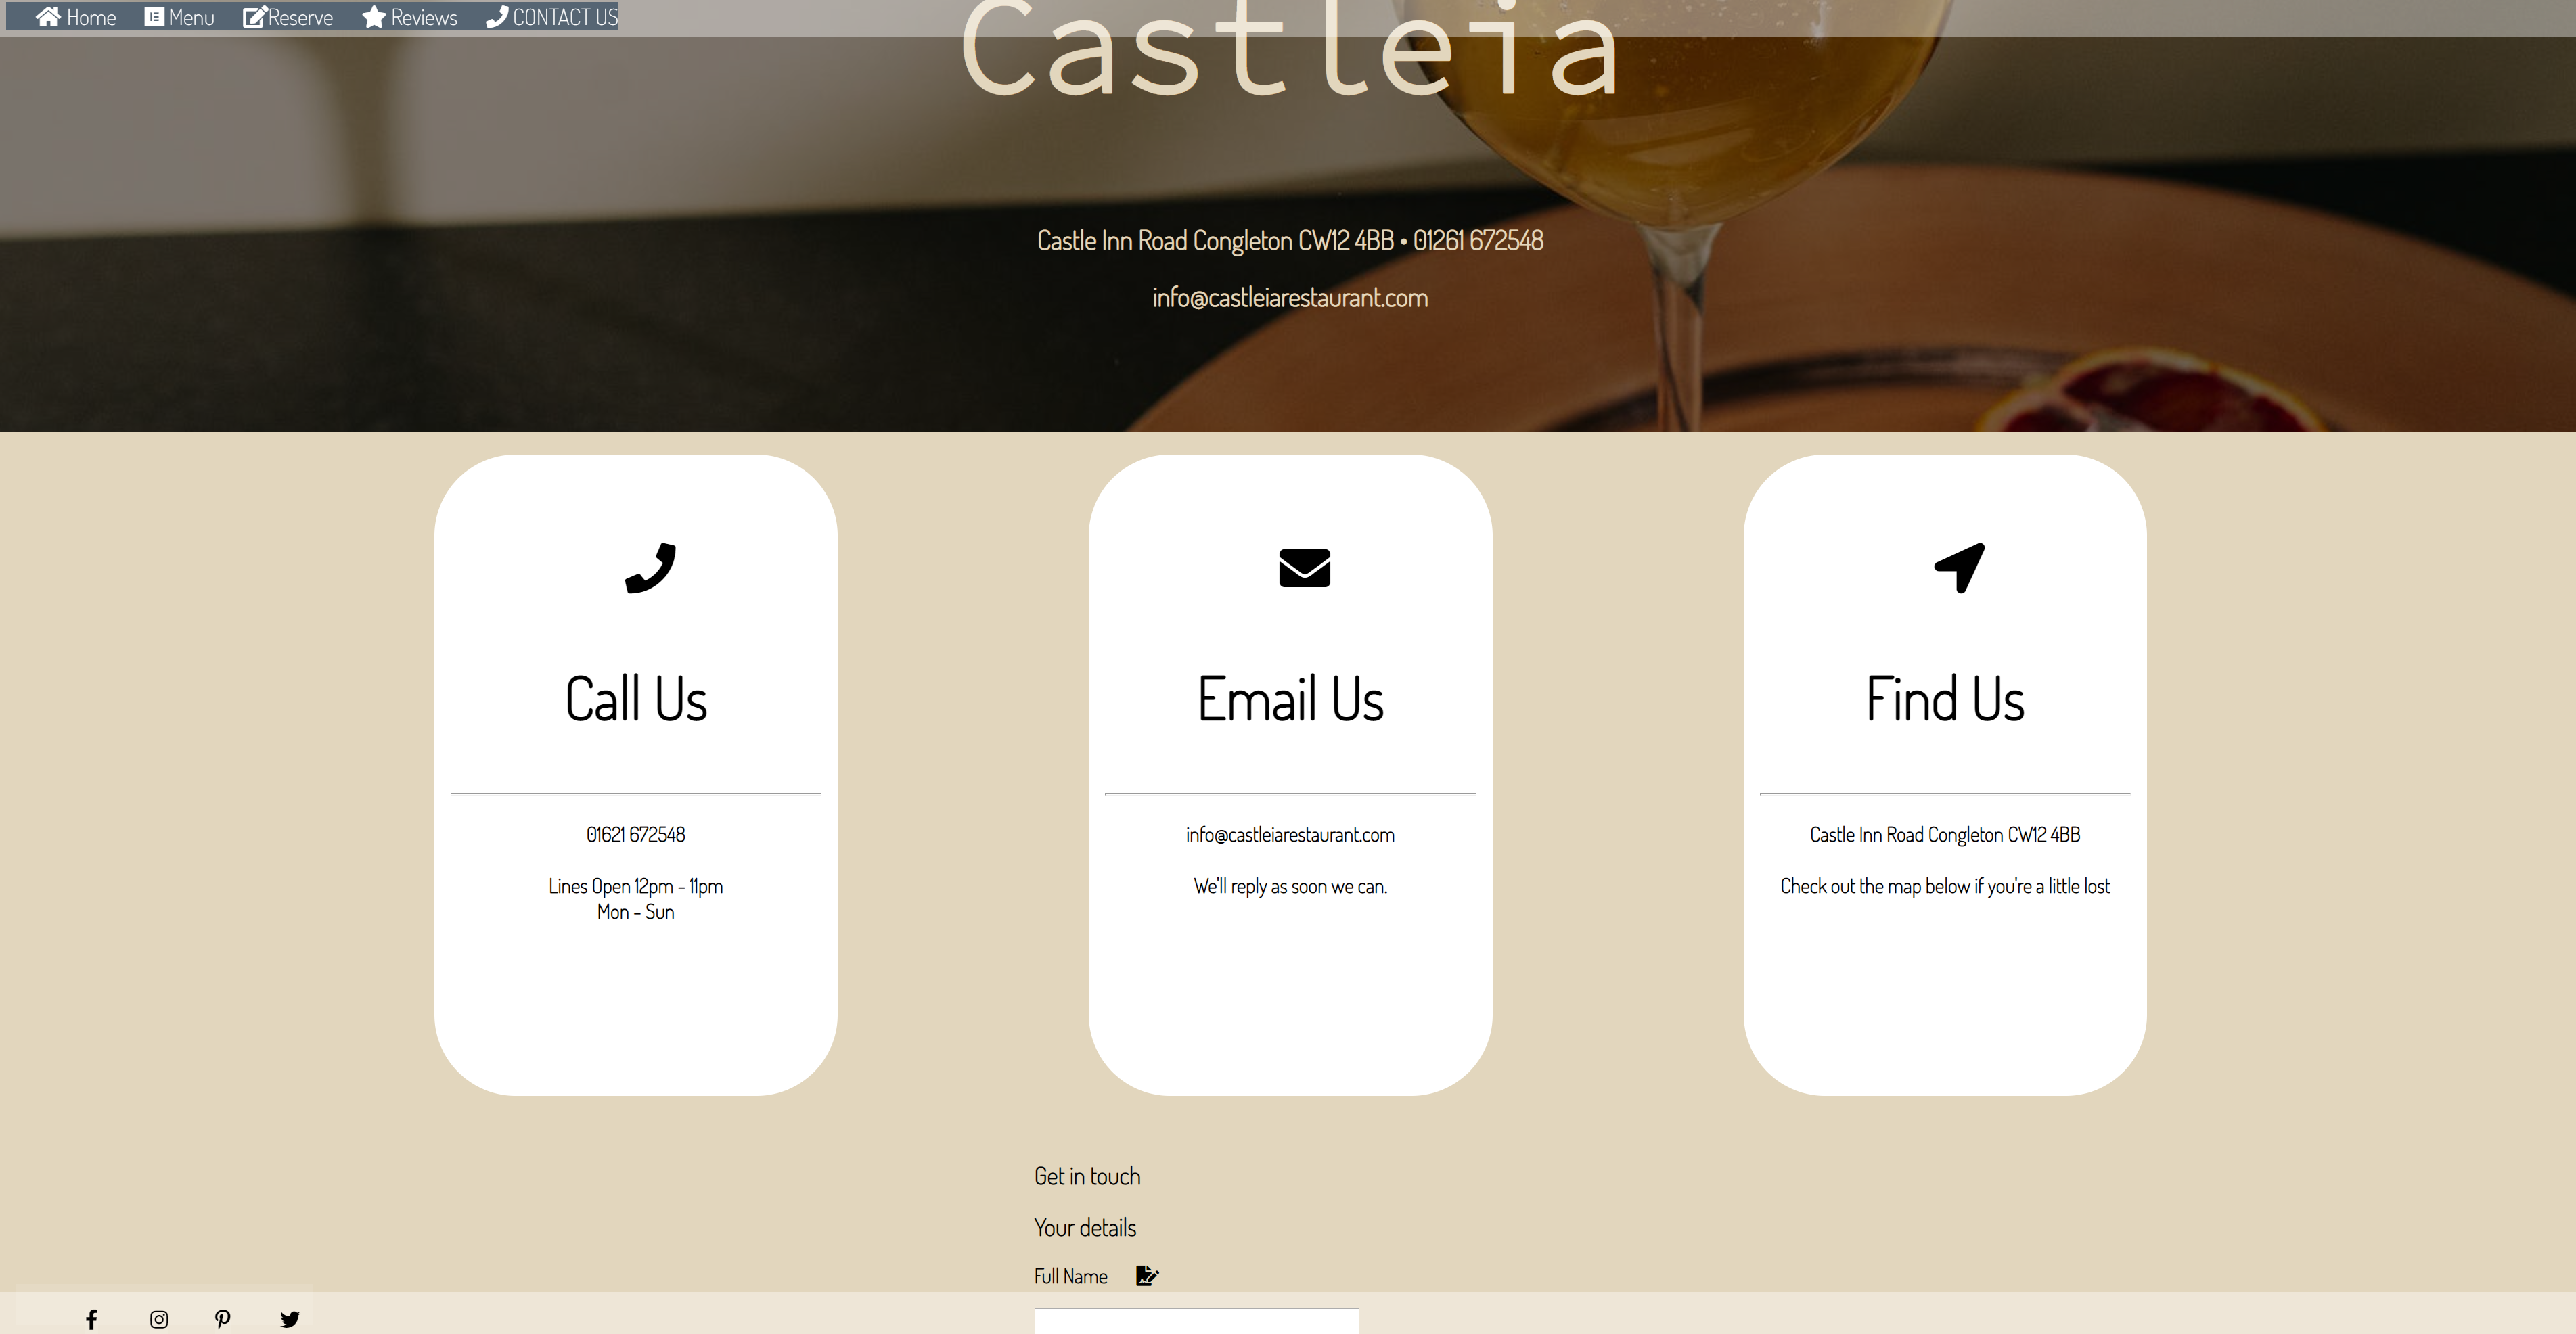 Home Menu Reserve Reviews CONTACT US
Castleia
Castle Inn Road Congleton CW12 4BB • 01261 672548
info@castleiarestaurant.com
Call Us
01621 672548
Lines Open 12pm - 11pm
Mon - Sun
Email Us
info@castleiarestaurant.com
We'll reply as soon we can.
Find Us
Castle Inn Road Congleton CW12 4BB
Check out the map below if you're a little lost
Get in touch
Your details
Full Name